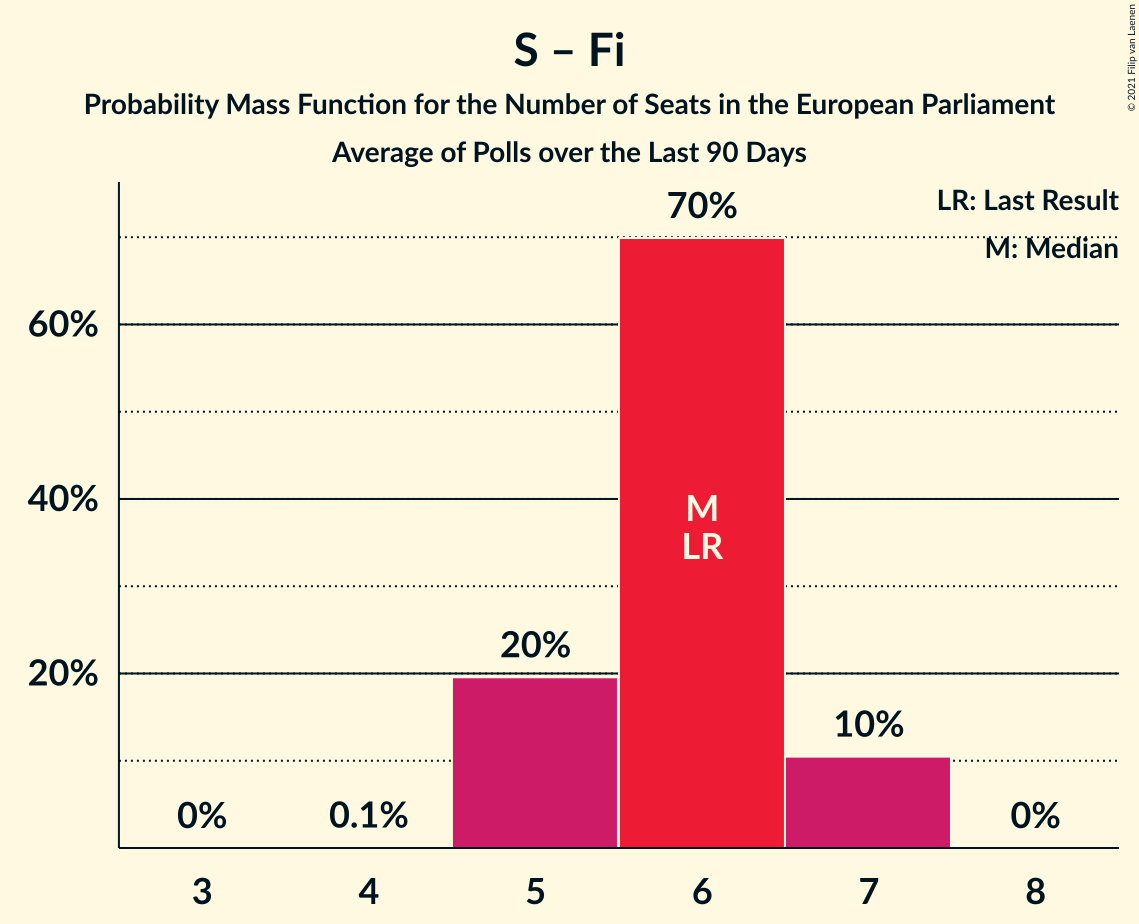 S – Fi
Probability Mass Function for the Number of Seats in the European Parliament
Average of Polls over the Last 90 Days
© 2021 Filip van Laenen
LR: Last Result
M: Median
70%
60%
40%
M
LR
20%
20%
10%
0%
0.1%
0%
3
4
5
6
7
8